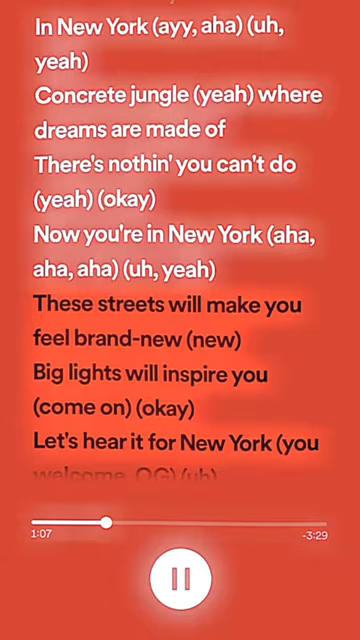 In New York (ayy, aha) (uh,
yeah)
Concrete jungle (yeah) where
dreams are made of
There's nothin' you can't do
(yeah) (okay)
Now you're in New York (aha,
aha, aha) (uh, yeah)
These streets will make you
feel brand-new (new)
Big lights will inspire you
(come on) (okay)
Let's hear it for New York (you
welcome, OG) (uh)
1:07
-3:29